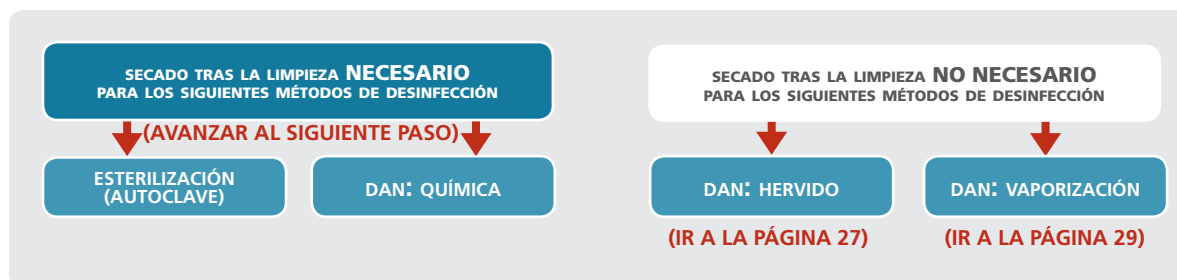 SECADO TRAS LA LIMPIEZA NECESARIO
PARA LOS SIGUIENTES MÉTODOS DE DESINFECCIÓN
(AVANZAR AL SIGUIENTE PASO)
ESTERILIZACIÓN
(AUTOCLAVE)
DAN: QUÍMICA
SECADO TRAS LA LIMPIEZA NO NECESARIO
PARA LOS SIGUIENTES MÉTODOS DE DESINFECCIÓN
DAN: HERVIDO
DAN: VAPORIZACIÓN
(IR A LA PÁGINA 27)
(IR A LA PÁGINA 29)